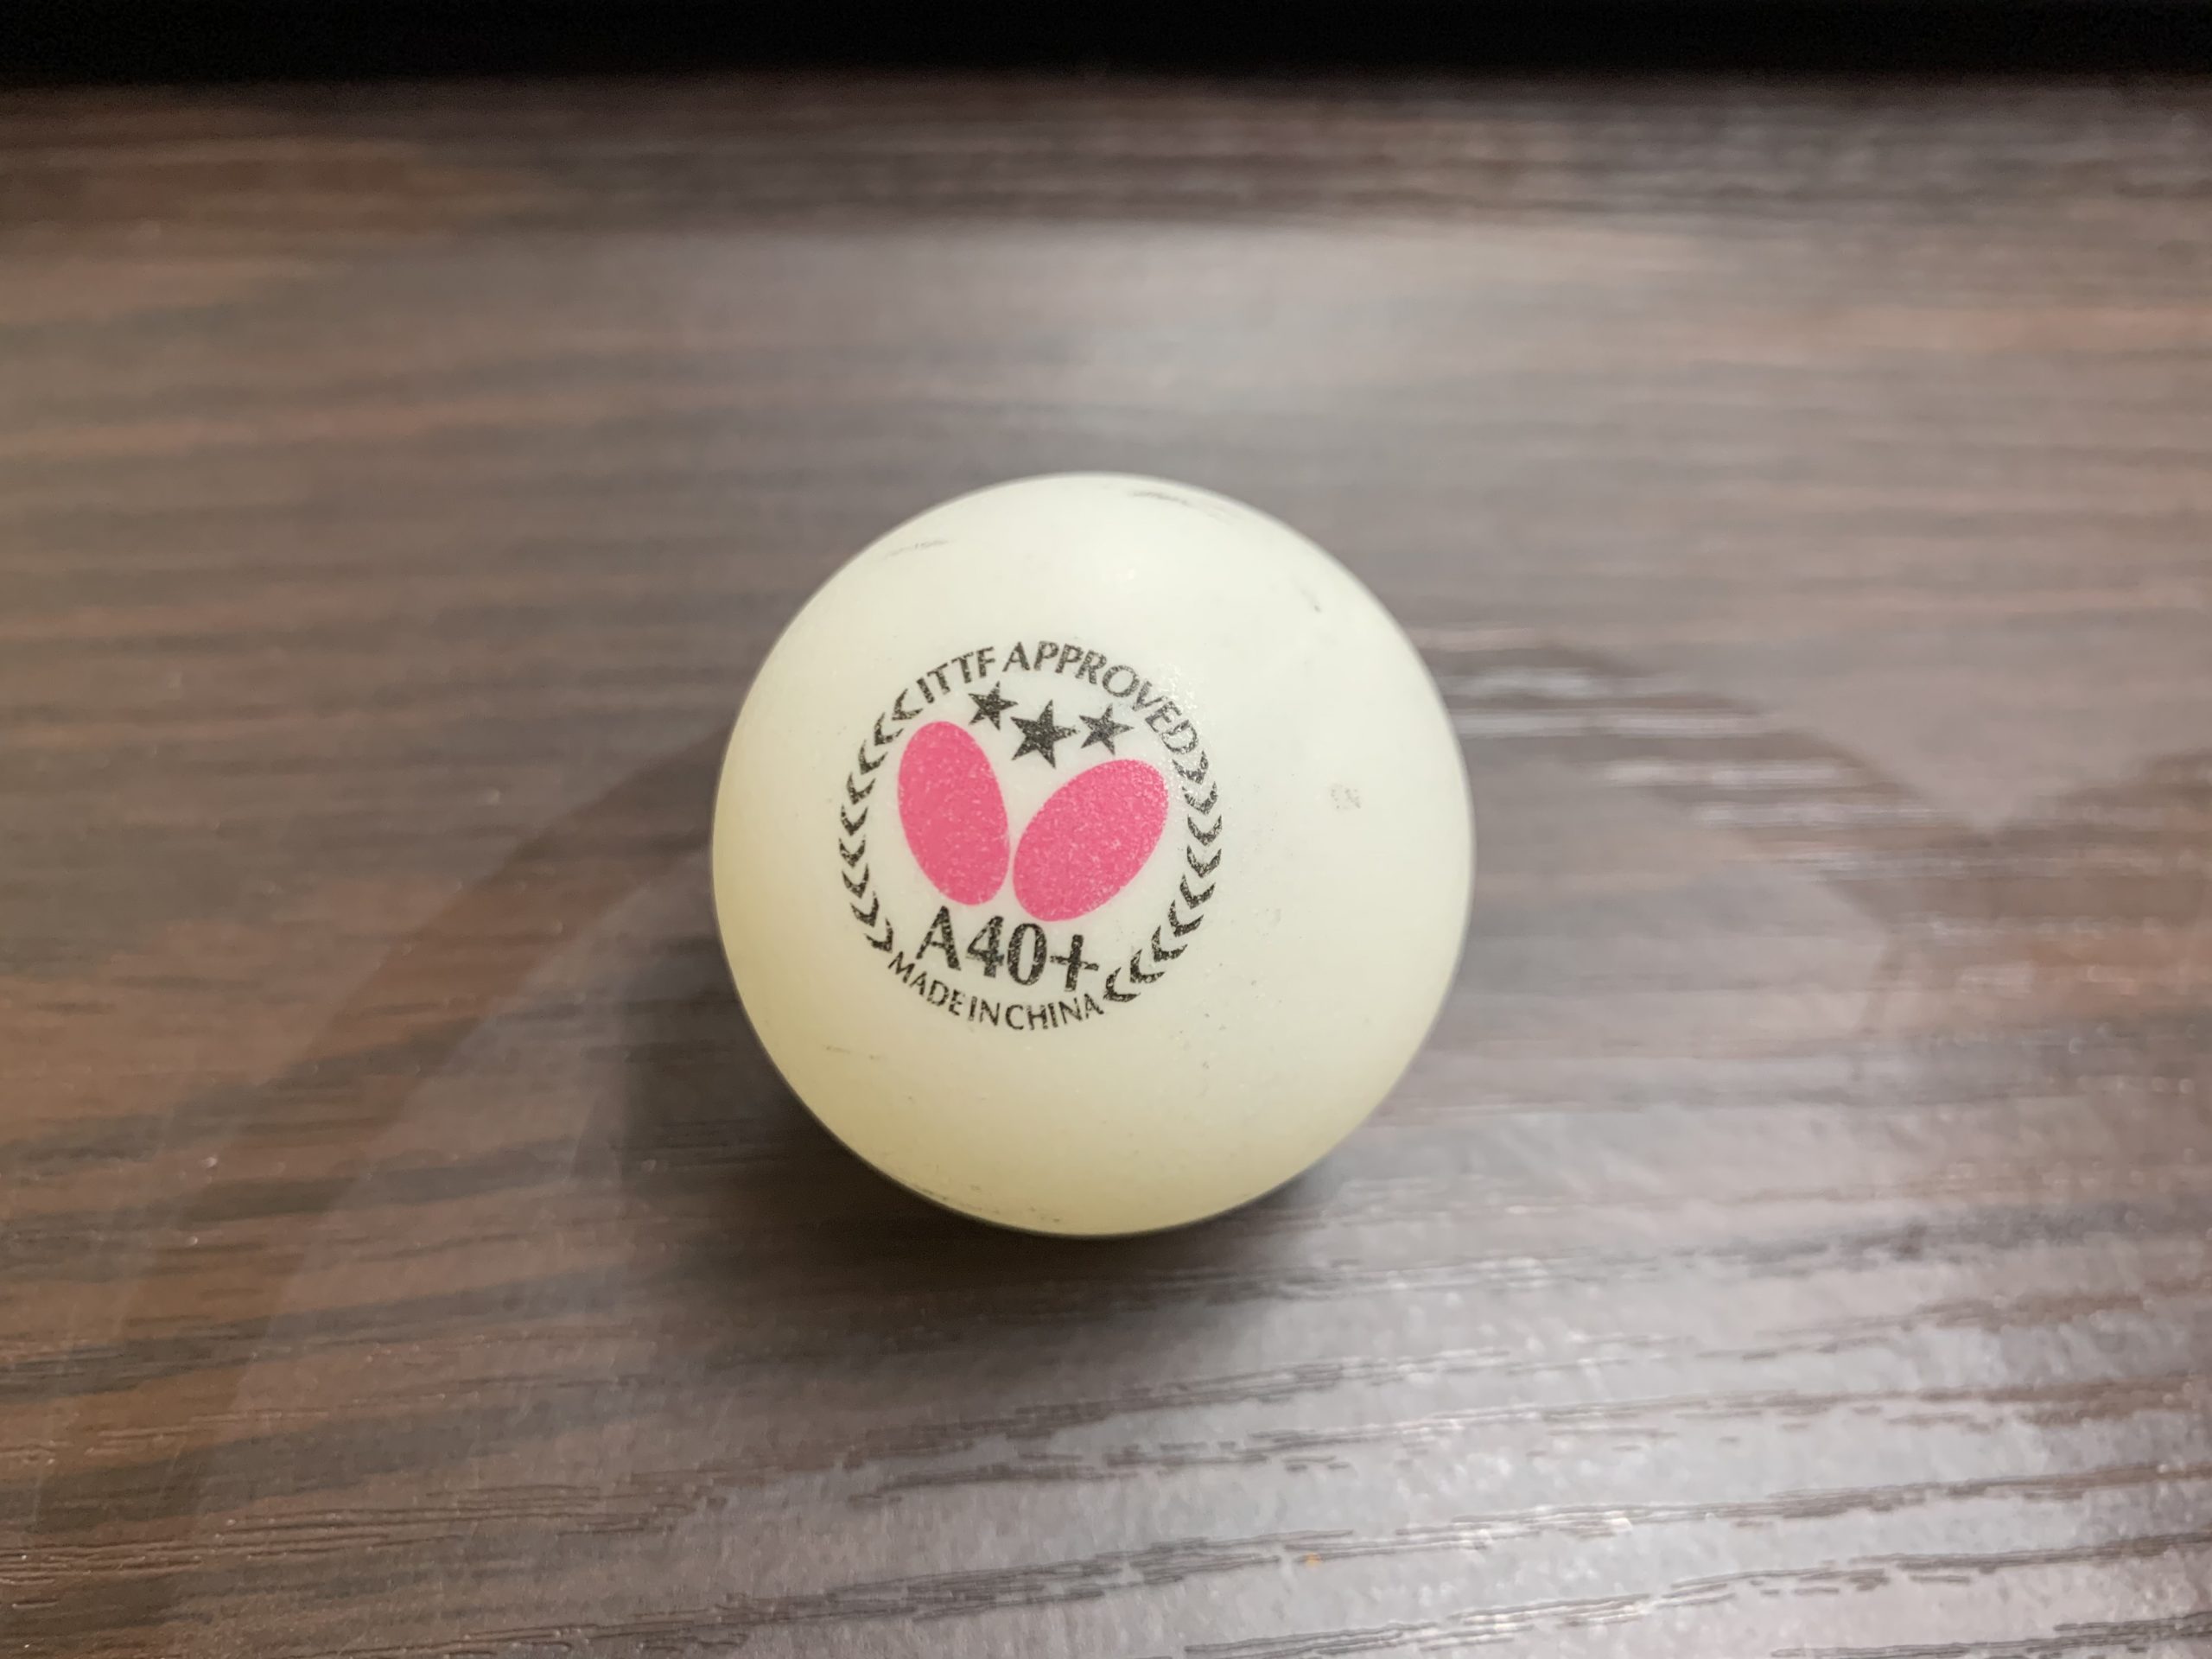 ITTF APPROVED
A40+
MADE IN CHINA